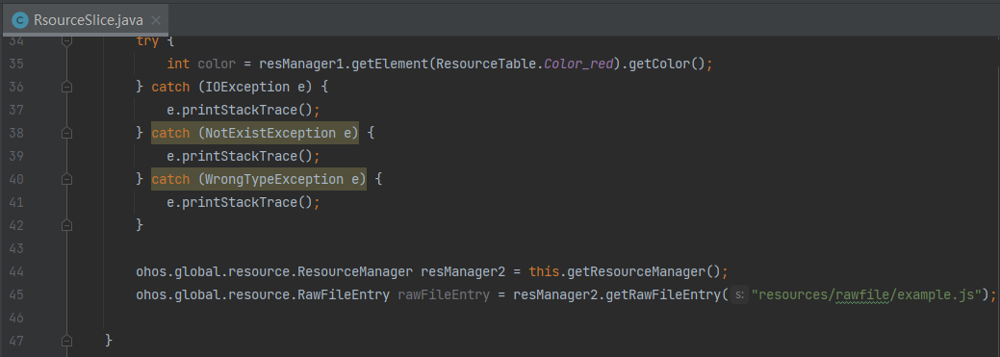 RsourceSlice.java
34 try {
35 int color = resManager1.getElement(ResourceTable.Color_red).getColor();
36 } catch (IOException e) {
37 e.printStackTrace();
38 } catch (NotExistException e) {
39 e.printStackTrace();
40 } catch (WrongTypeException e) {
41 e.printStackTrace();
42 }
43
44 ohos.global.resource.ResourceManager resManager2 = this.getResourceManager();
45 ohos.global.resource.RawFileEntry rawFileEntry = resManager2.getRawFileEntry( s: "resources/rawfile/example.js");
46
47 }